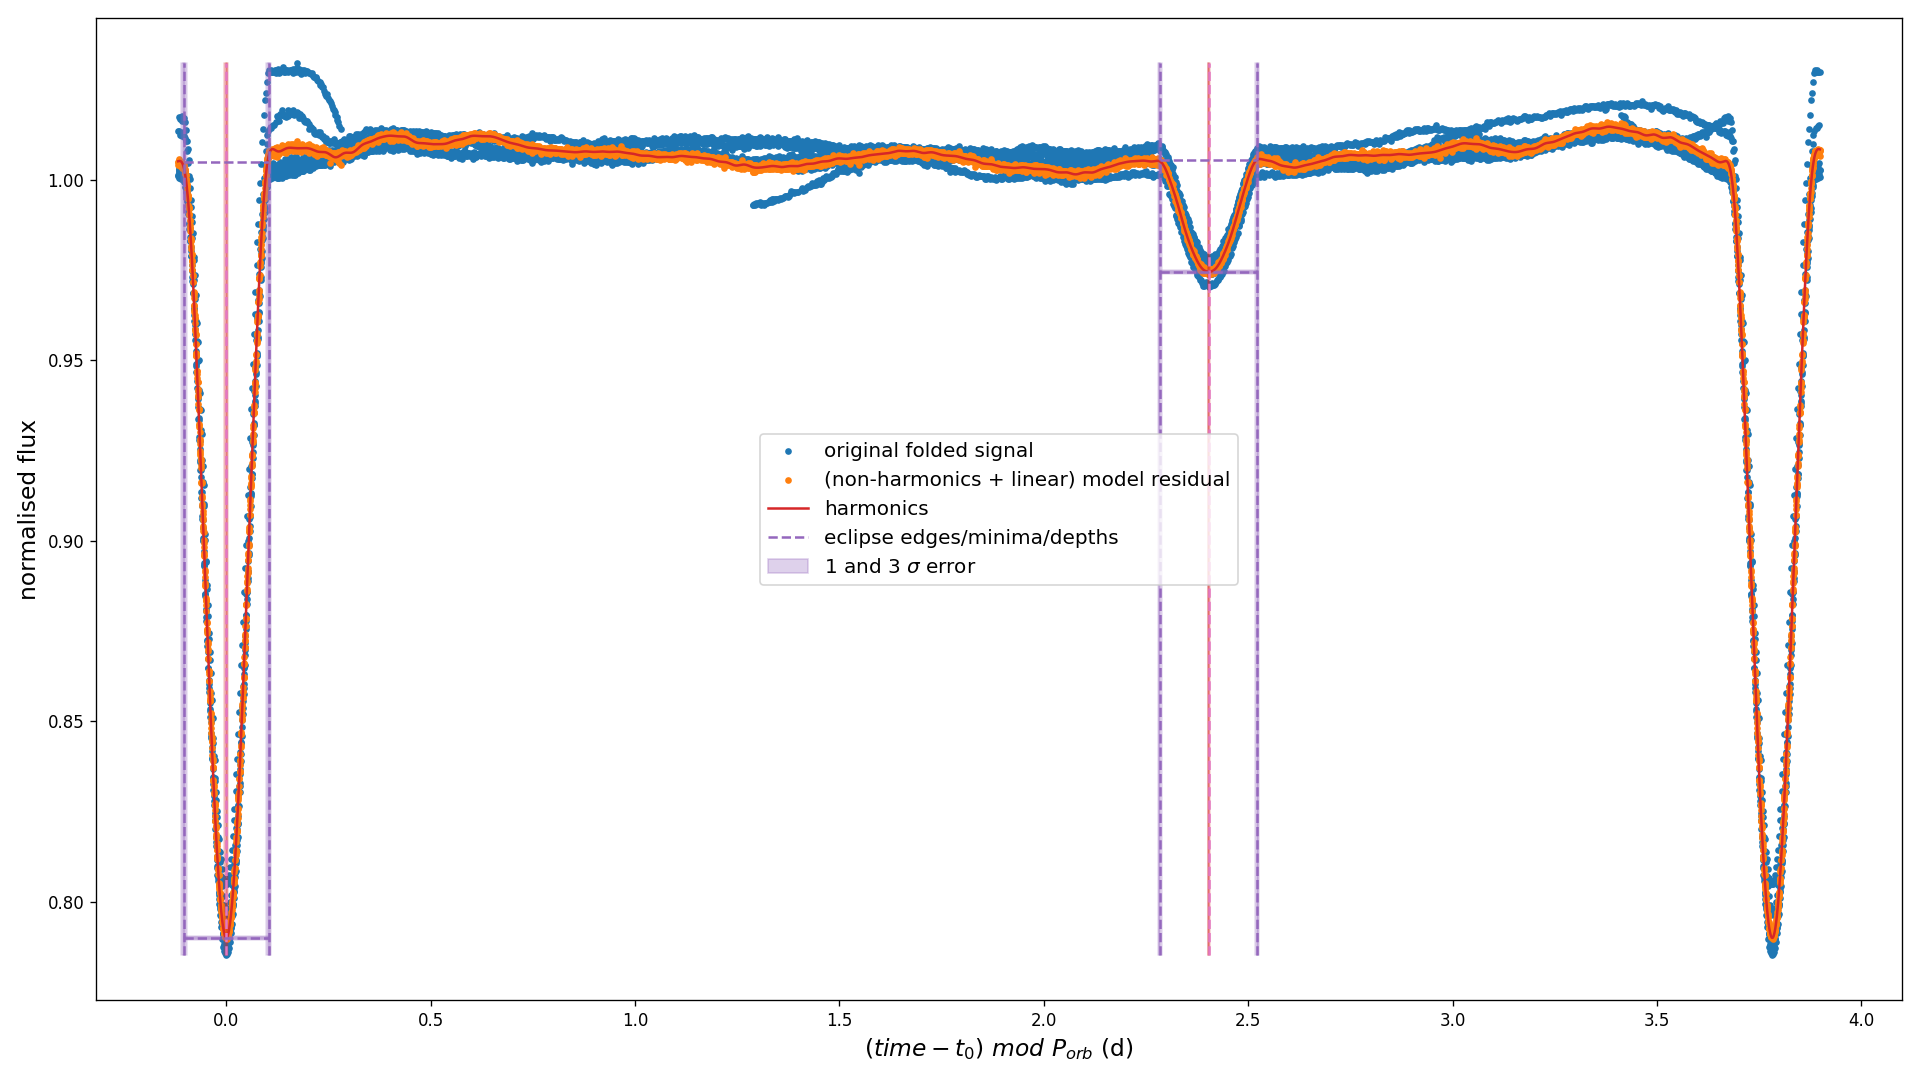 normalised flux
1.00
0.95
0.90
0.85
0.80
original folded signal
(non-harmonics + linear) model residual
harmonics
eclipse edges/minima/depths
1 and 3 σ error
0.0 0.5 1.0 1.5 2.0 2.5 3.0 3.5 4.0
(time − t₀) mod P_orb (d)